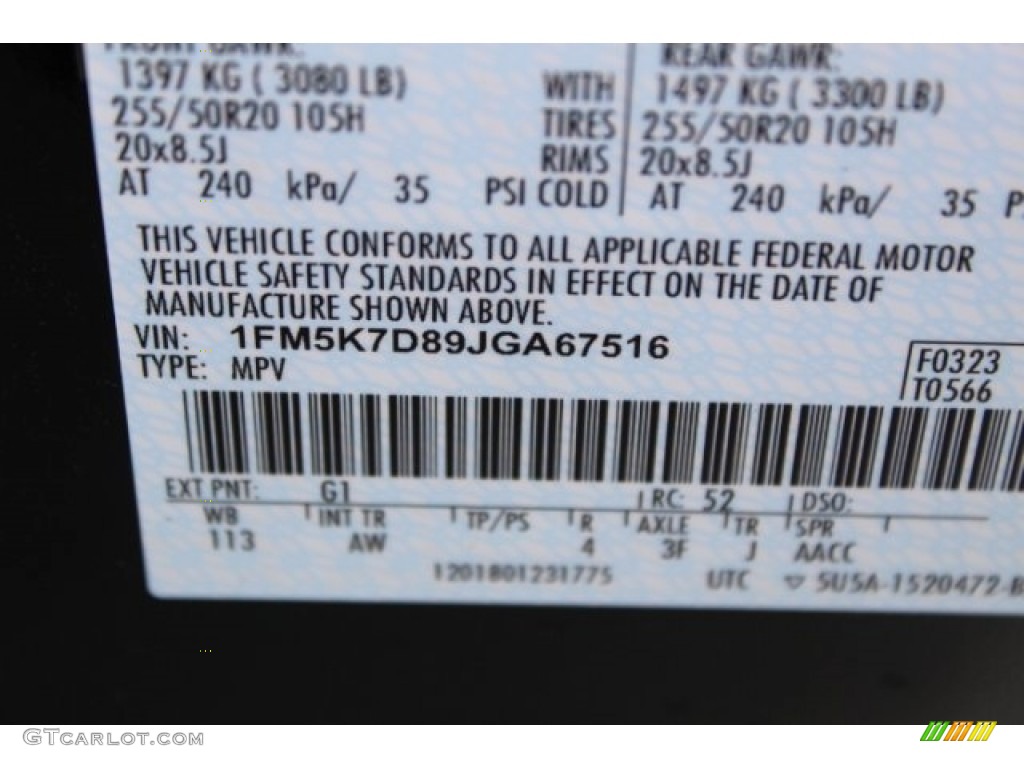 FRONT GAWR: REAR GAWR:
1397 KG ( 3080 LB) WITH 1497 KG ( 3300 LB)
255/50R20 105H TIRES 255/50R20 105H
20x8.5J RIMS 20x8.5J
AT 240 kPa/ 35 PSI COLD AT 240 kPa/ 35
THIS VEHICLE CONFORMS TO ALL APPLICABLE FEDERAL MOTOR
VEHICLE SAFETY STANDARDS IN EFFECT ON THE DATE OF
MANUFACTURE SHOWN ABOVE.
VIN: 1FM5K7D89JGA67516
TYPE: MPV
F0323
T0566
EXT PNT: G1 RC: 52 DSO:
WB INT TR TP/PS R AXLE TR SPR
113 AW 4 3F J AACC
1201801231775 UTC 5U5A-1520472-B
GTCARLOT.COM